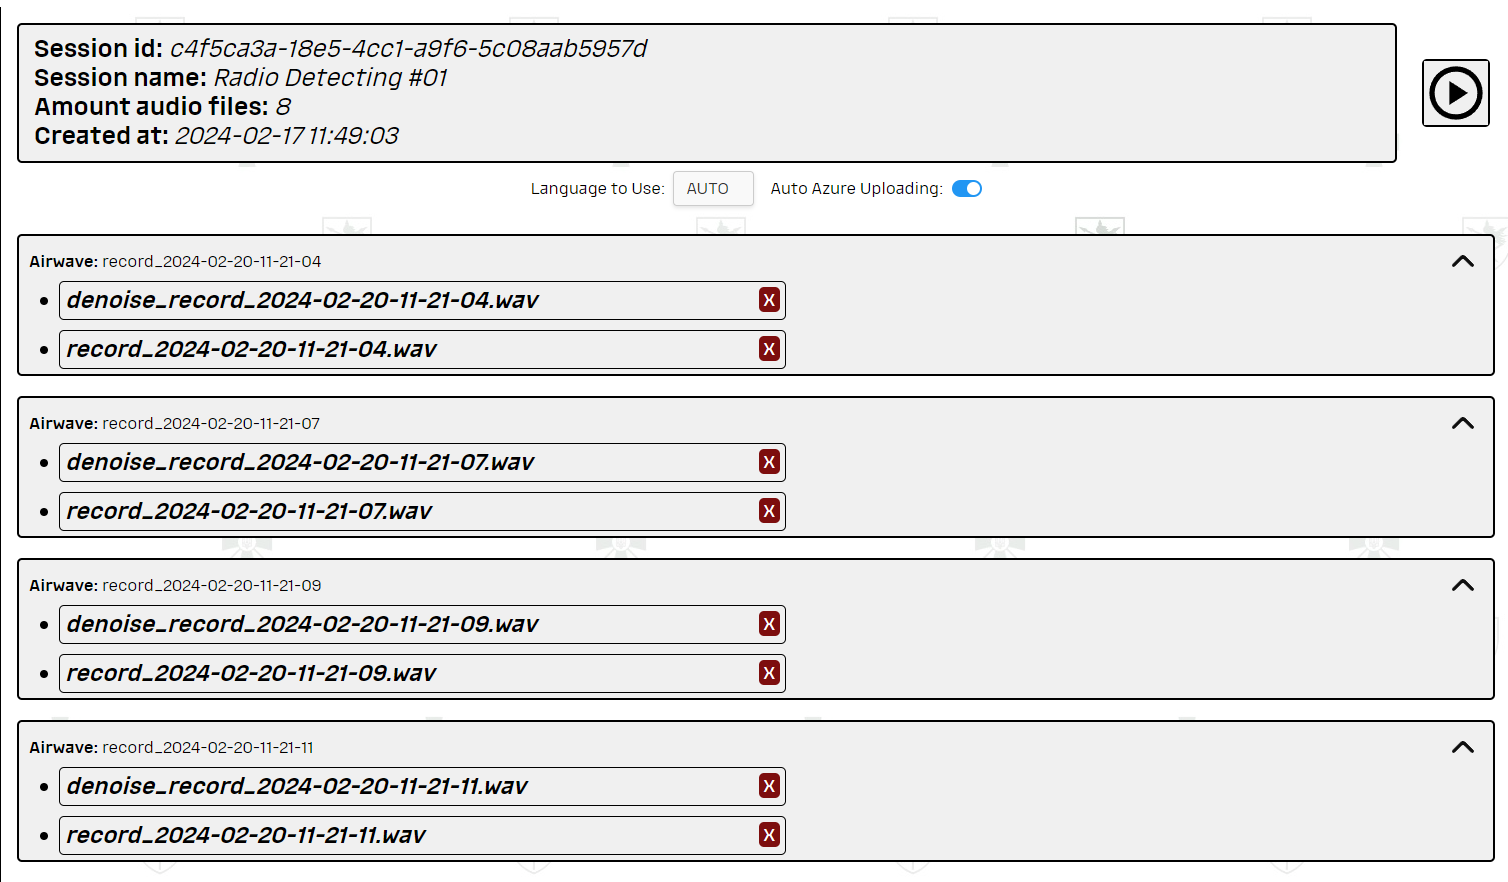 Session id: c4f5ca3a-18e5-4cc1-a9f6-5c08aab5957d
Session name: Radio Detecting #01
Amount audio files: 8
Created at: 2024-02-17 11:49:03
Language to Use: AUTO Auto Azure Uploading:
Airwave: record_2024-02-20-11-21-04
denoise_record_2024-02-20-11-21-04.wav X
record_2024-02-20-11-21-04.wav X
Airwave: record_2024-02-20-11-21-07
denoise_record_2024-02-20-11-21-07.wav X
record_2024-02-20-11-21-07.wav X
Airwave: record_2024-02-20-11-21-09
denoise_record_2024-02-20-11-21-09.wav X
record_2024-02-20-11-21-09.wav X
Airwave: record_2024-02-20-11-21-11
denoise_record_2024-02-20-11-21-11.wav X
record_2024-02-20-11-21-11.wav X